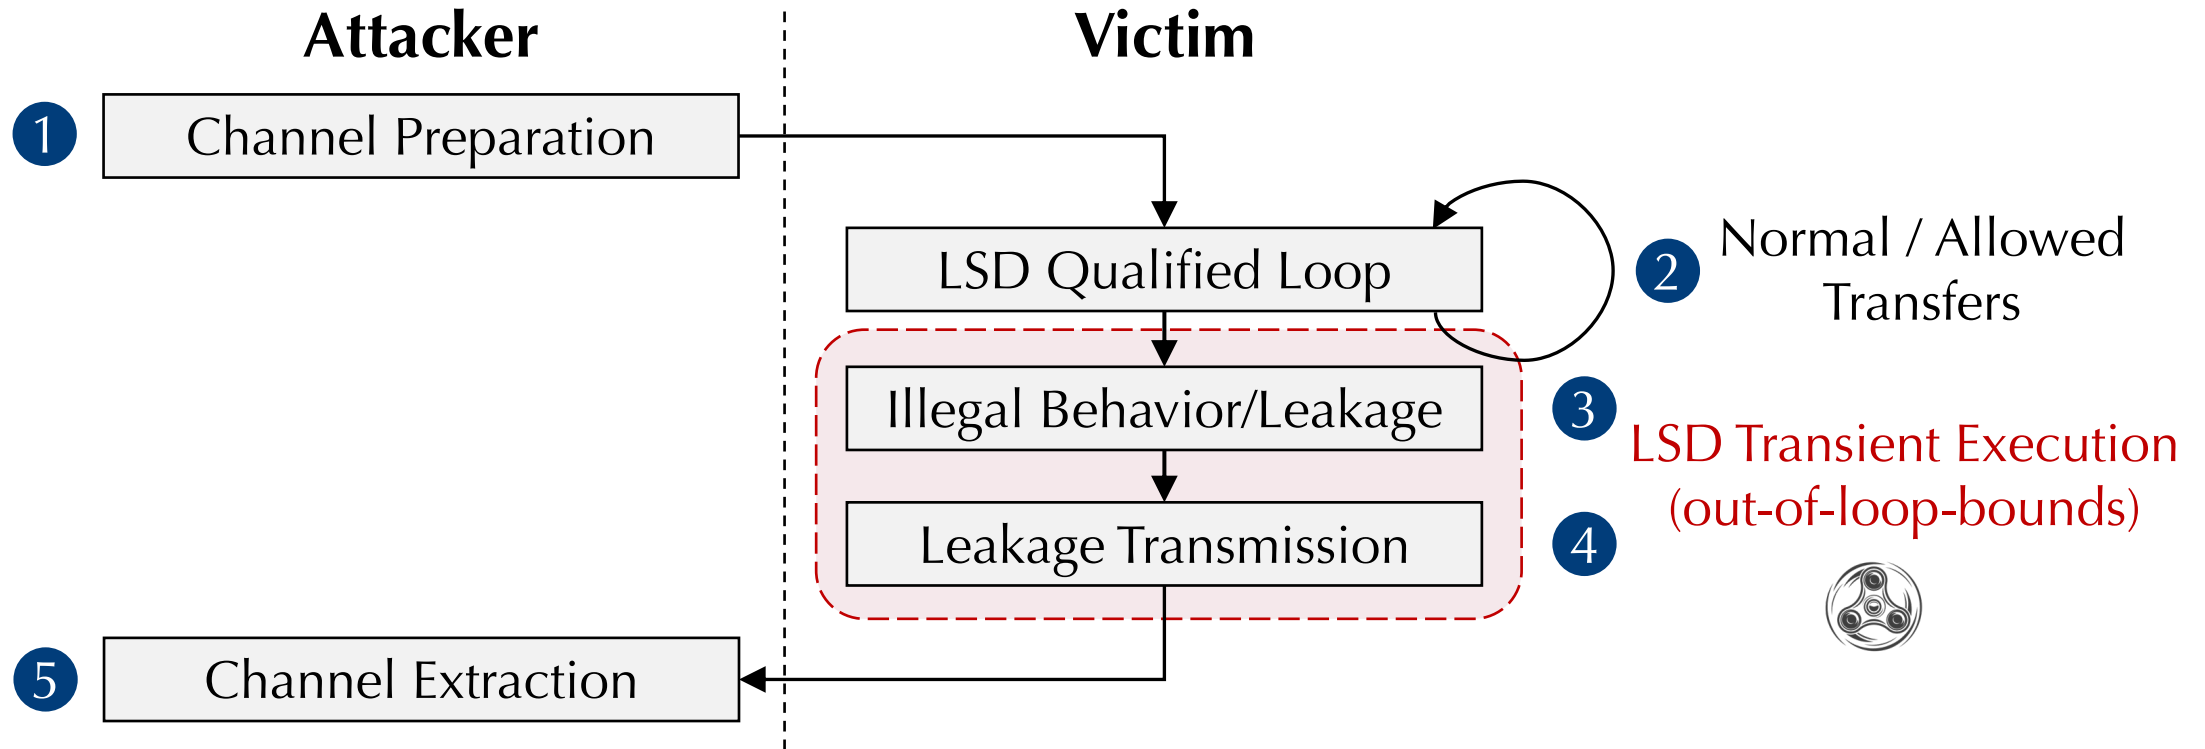 Attacker
Victim
1
Channel Preparation
LSD Qualified Loop
2
Normal / Allowed
Transfers
Illegal Behavior/Leakage
3
LSD Transient Execution
(out-of-loop-bounds)
Leakage Transmission
4
5
Channel Extraction